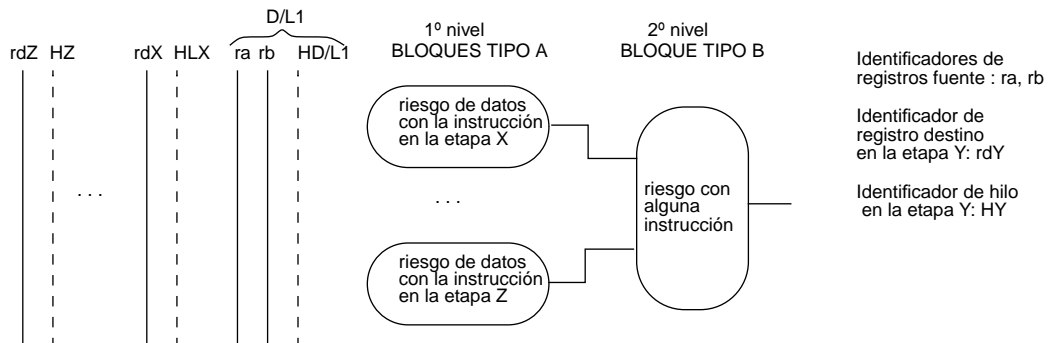 D/L1
rdZ HZ rdX HLX ra rb HD/L1
. . .
1º nivel
BLOQUES TIPO A
2º nivel
BLOQUE TIPO B
riesgo de datos
con la instrucción
en la etapa X
. . .
riesgo de datos
con la instrucción
en la etapa Z
riesgo con
alguna
instrucción
Identificadores de
registros fuente : ra, rb
Identificador de
registro destino
en la etapa Y: rdY
Identificador de hilo
en la etapa Y: HY